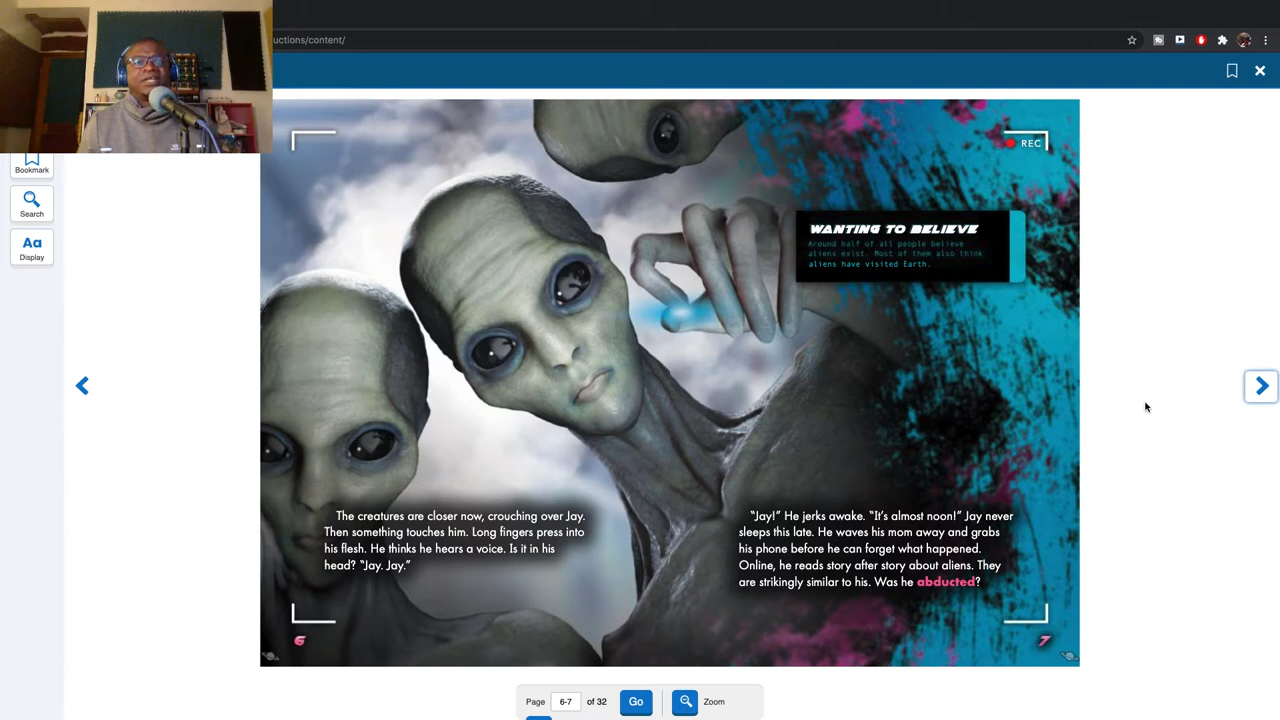 uctions/content/
Bookmark
Search
Aa
Display
REC
WANTING TO BELIEVE
Around half of all people believe
aliens exist. Most of them also think
aliens have visited Earth.
The creatures are closer now, crouching over Jay.
Then something touches him. Long fingers press into
his flesh. He thinks he hears a voice. Is it in his
head? “Jay. Jay.”
“Jay!” He jerks awake. “It’s almost noon!” Jay never
sleeps this late. He waves his mom away and grabs
his phone before he can forget what happened.
Online, he reads story after story about aliens. They
are strikingly similar to his. Was he abducted?
6
7
Page 6-7 of 32 Go Zoom